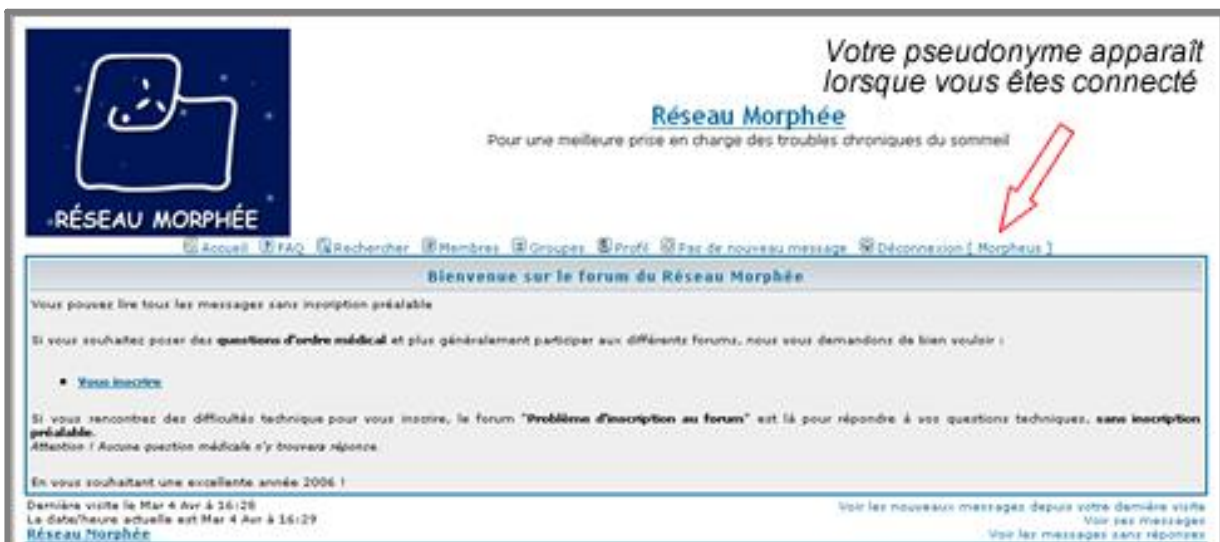 Votre pseudonyme apparaît
lorsque vous êtes connecté
Réseau Morphée
Pour une meilleure prise en charge des troubles chroniques du sommeil
RÉSEAU MORPHÉE
Accueil FAQ Rechercher Membres Groupes Profil Pas de nouveau message Déconnexion [ Morpheus ]
Bienvenue sur le forum du Réseau Morphée
Vous pouvez lire tous les messages sans inscription préalable
Si vous souhaitez poser des questions d'ordre médical et plus généralement participer aux différents forums, nous vous demandons de bien vouloir :
• Vous inscrire
Si vous rencontrez des difficultés technique pour vous inscrire, le forum "Problème d'inscription au forum" est là pour répondre à vos questions techniques, sans inscription
préalable.
Attention ! Aucune question médicale n'y trouvera réponse.
En vous souhaitant une excellente année 2006 !
Dernière visite le Mar 4 Avr à 16:28
La date/heure actuelle est Mar 4 Avr à 16:29
Réseau Morphée
Voir les nouveaux messages depuis votre dernière visite
Voir ses messages
Voir les messages sans réponses